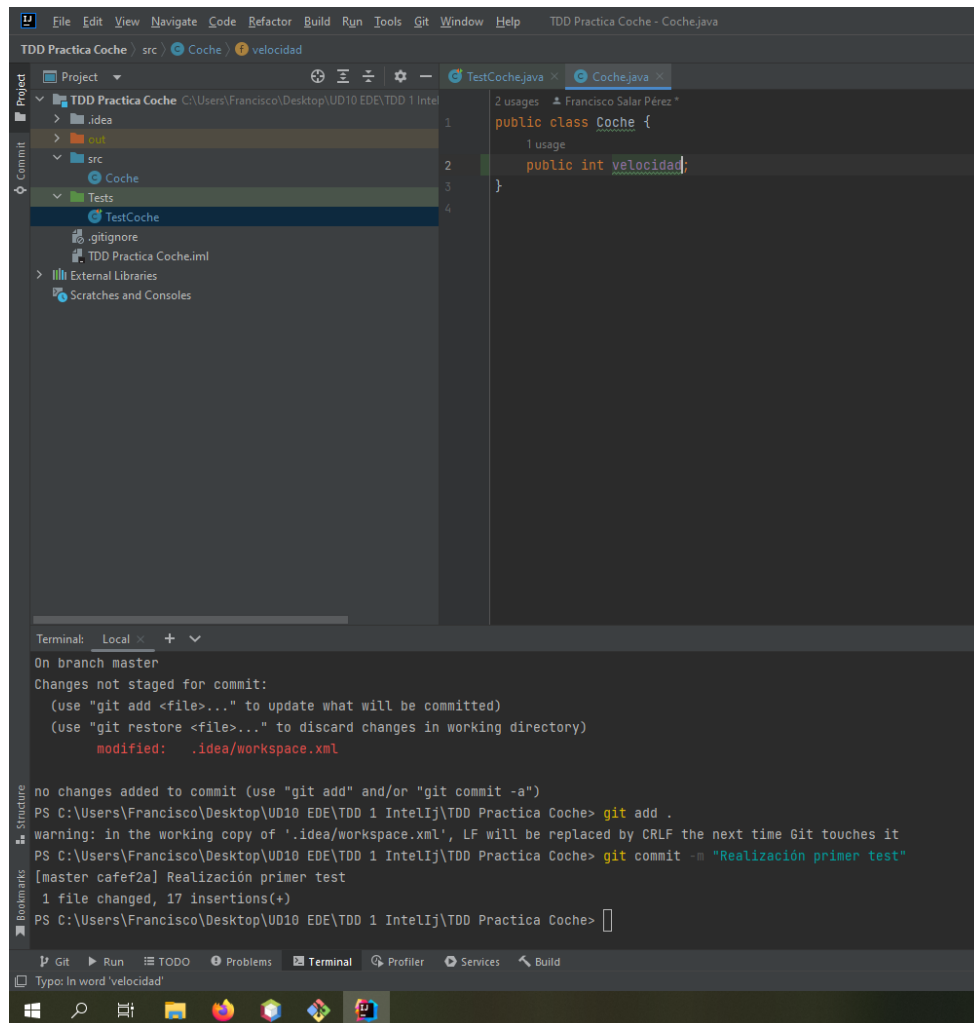 File Edit View Navigate Code Refactor Build Run Tools Git Window Help TDD Practica Coche - Coche.java
TDD Practica Coche src Coche velocidad
Project
TestCoche.java
Coche.java
TDD Practica Coche C:\Users\Francisco\Desktop\UD10 EDE\TDD 1 Intel
.idea
out
src
Coche
Tests
TestCoche
.gitignore
TDD Practica Coche.iml
External Libraries
Scratches and Consoles
Project
Commit
2 usages Francisco Salar Pérez *
1 public class Coche {
1 usage
2 public int velocidad;
3 }
4
Terminal: Local
On branch master
Changes not staged for commit:
(use "git add <file>..." to update what will be committed)
(use "git restore <file>..." to discard changes in working directory)
modified: .idea/workspace.xml
no changes added to commit (use "git add" and/or "git commit -a")
PS C:\Users\Francisco\Desktop\UD10 EDE\TDD 1 IntelIj\TDD Practica Coche> git add .
warning: in the working copy of '.idea/workspace.xml', LF will be replaced by CRLF the next time Git touches it
PS C:\Users\Francisco\Desktop\UD10 EDE\TDD 1 IntelIj\TDD Practica Coche> git commit -m "Realización primer test"
[master cafef2a] Realización primer test
1 file changed, 17 insertions(+)
PS C:\Users\Francisco\Desktop\UD10 EDE\TDD 1 IntelIj\TDD Practica Coche>
Structure
Bookmarks
Git Run TODO Problems Terminal Profiler Services Build
Typo: In word 'velocidad'